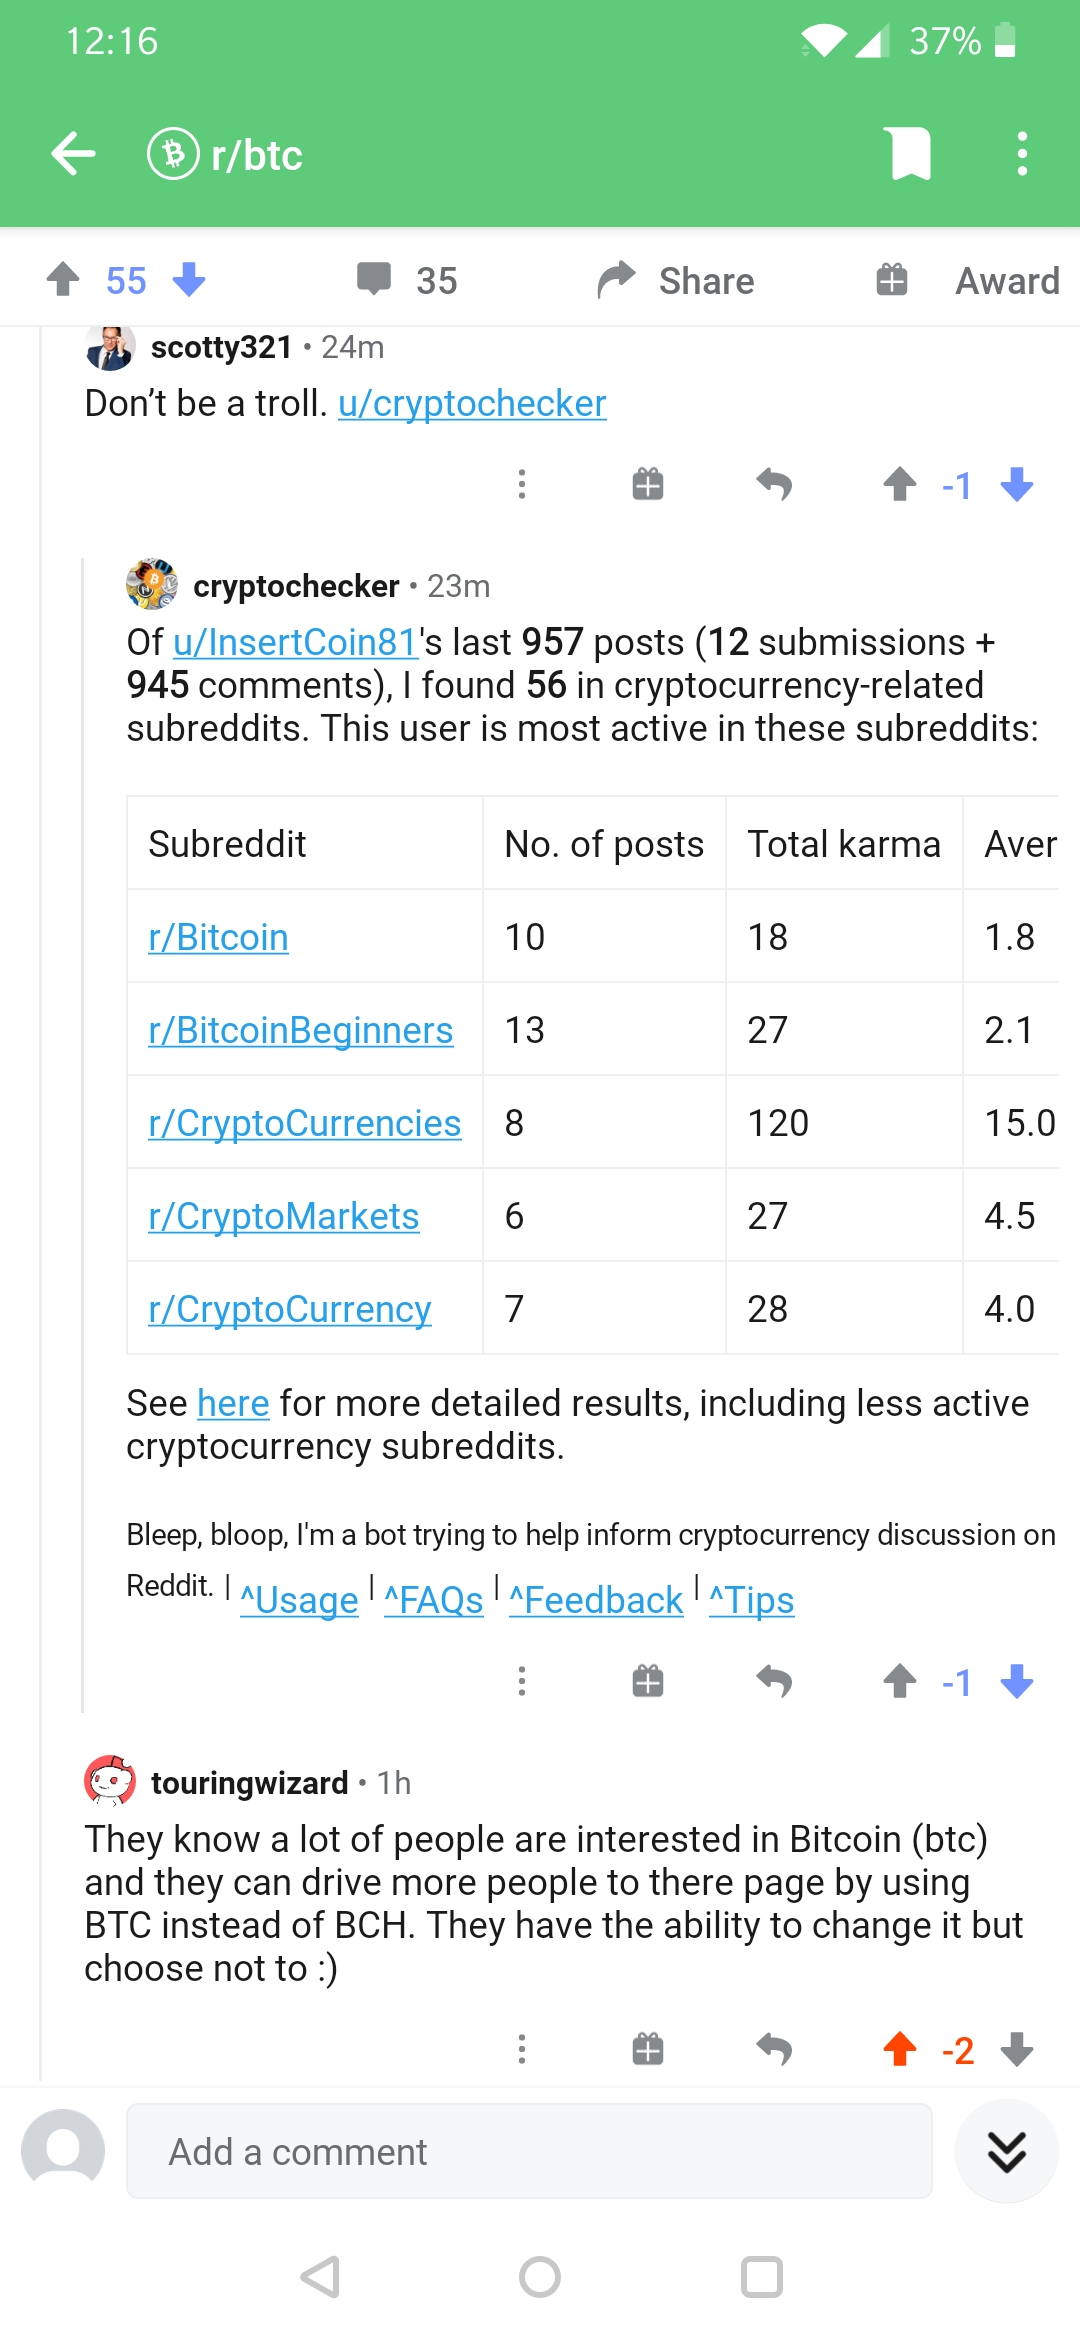 12:16 37%
r/btc
55 35 Share Award
scotty321 • 24m
Don’t be a troll. u/cryptochecker
-1
cryptochecker • 23m
Of u/InsertCoin81's last 957 posts (12 submissions +
945 comments), I found 56 in cryptocurrency-related
subreddits. This user is most active in these subreddits:
Subreddit No. of posts Total karma Aver
r/Bitcoin 10 18 1.8
r/BitcoinBeginners 13 27 2.1
r/CryptoCurrencies 8 120 15.0
r/CryptoMarkets 6 27 4.5
r/CryptoCurrency 7 28 4.0
See here for more detailed results, including less active
cryptocurrency subreddits.
Bleep, bloop, I'm a bot trying to help inform cryptocurrency discussion on
Reddit. | ^Usage | ^FAQs | ^Feedback | ^Tips
-1
touringwizard • 1h
They know a lot of people are interested in Bitcoin (btc)
and they can drive more people to there page by using
BTC instead of BCH. They have the ability to change it but
choose not to :)
-2
Add a comment